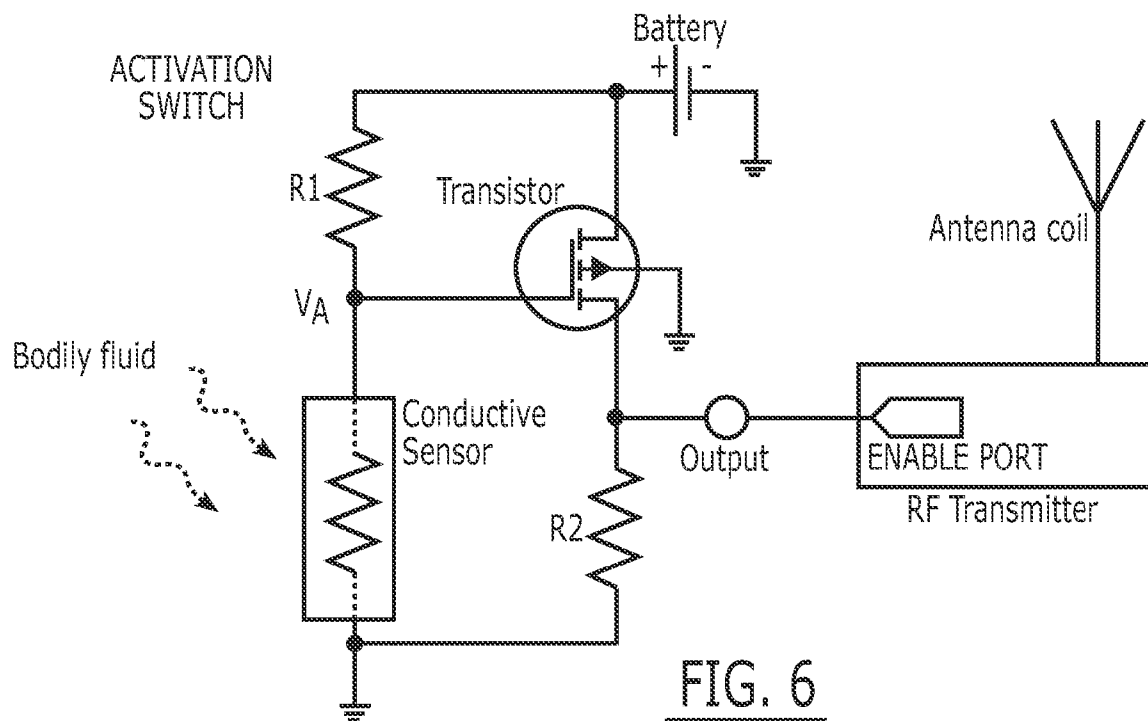 Battery
+ -
ACTIVATION
SWITCH
R1
Transistor
Antenna coil
VA
Bodily fluid
Conductive
Sensor
Output
ENABLE PORT
RF Transmitter
R2
FIG. 6